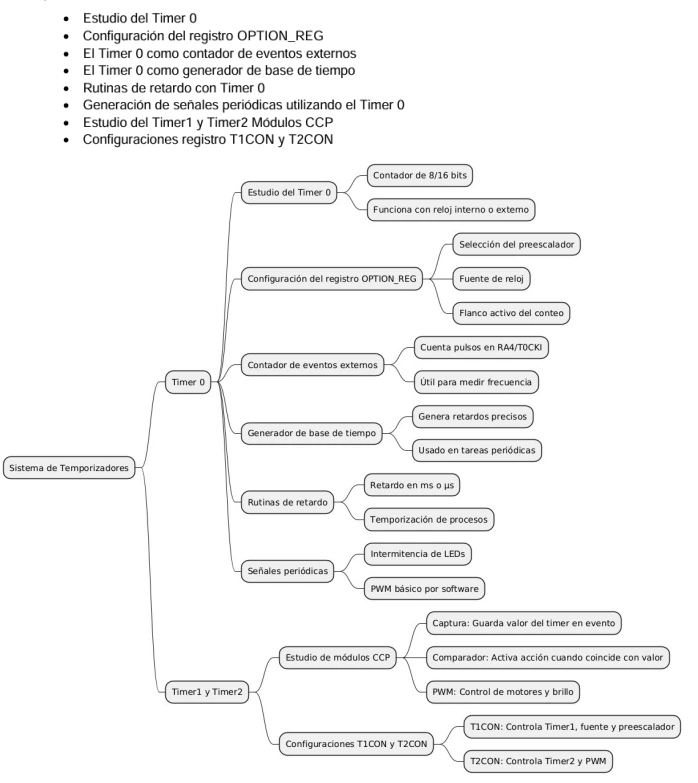 • Estudio del Timer 0
• Configuración del registro OPTION_REG
• El Timer 0 como contador de eventos externos
• El Timer 0 como generador de base de tiempo
• Rutinas de retardo con Timer 0
• Generación de señales periódicas utilizando el Timer 0
• Estudio del Timer1 y Timer2 Módulos CCP
• Configuraciones registro T1CON y T2CON
Sistema de Temporizadores
Timer 0
Estudio del Timer 0
Contador de 8/16 bits
Funciona con reloj interno o externo
Configuración del registro OPTION_REG
Selección del preescalador
Fuente de reloj
Flanco activo del conteo
Contador de eventos externos
Cuenta pulsos en RA4/T0CKI
Útil para medir frecuencia
Generador de base de tiempo
Genera retardos precisos
Usado en tareas periódicas
Rutinas de retardo
Retardo en ms o µs
Temporización de procesos
Señales periódicas
Intermitencia de LEDs
PWM básico por software
Timer1 y Timer2
Estudio de módulos CCP
Captura: Guarda valor del timer en evento
Comparador: Activa acción cuando coincide con valor
PWM: Control de motores y brillo
Configuraciones T1CON y T2CON
T1CON: Controla Timer1, fuente y preescalador
T2CON: Controla Timer2 y PWM